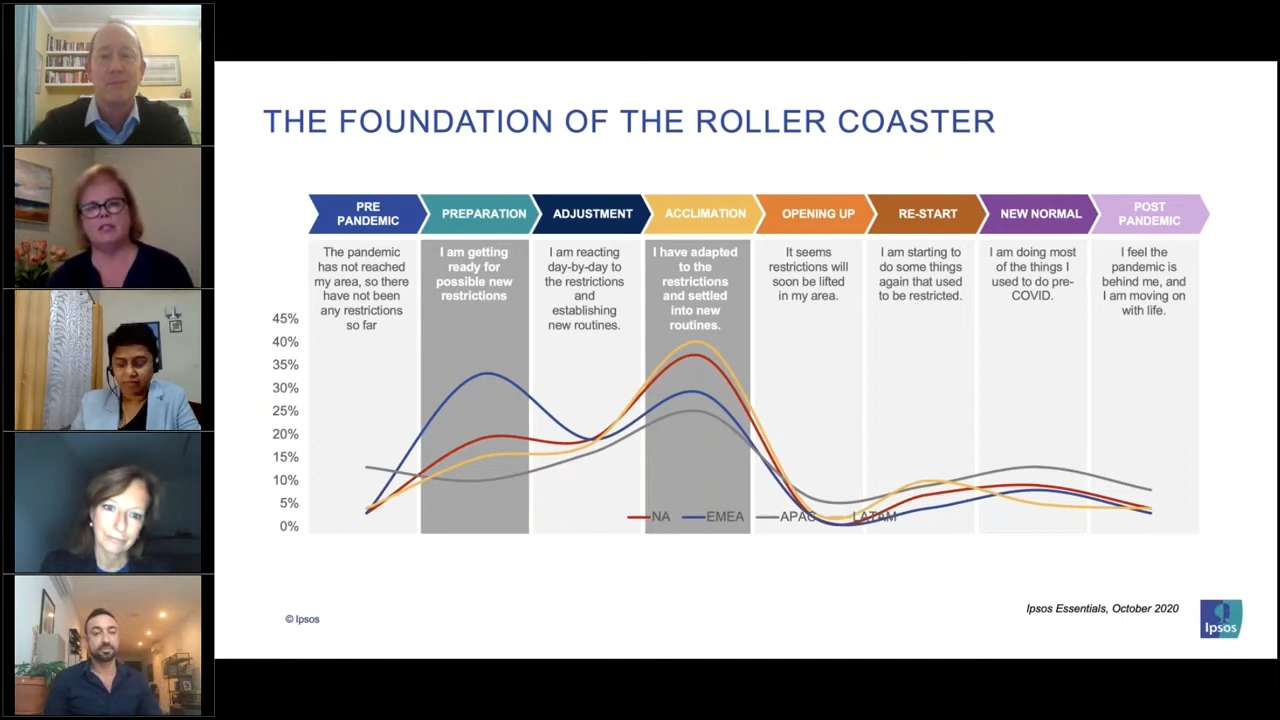 THE FOUNDATION OF THE ROLLER COASTER
PRE
PANDEMIC
PREPARATION
ADJUSTMENT
ACCLIMATION
OPENING UP
RE-START
NEW NORMAL
POST
PANDEMIC
The pandemic
has not reached
my area, so there
have not been
any restrictions
so far
I am getting
ready for
possible new
restrictions
I am reacting
day-by-day to
the restrictions
and
establishing
new routines.
I have adapted
to the
restrictions
and settled
into new
routines.
It seems
restrictions will
soon be lifted
in my area.
I am starting to
do some things
again that used
to be restricted.
I am doing most
of the things I
used to do pre-
COVID.
I feel the
pandemic is
behind me, and
I am moving on
with life.
45%
40%
35%
30%
25%
20%
15%
10%
5%
0%
NA EMEA APAC LATAM
© Ipsos
Ipsos Essentials, October 2020
Ipsos